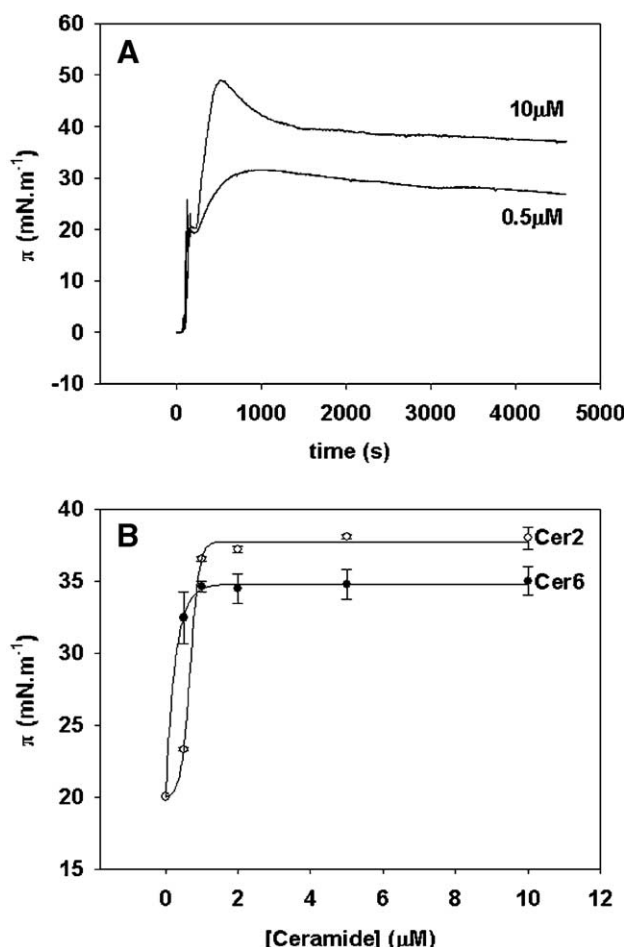 A
60
50
40
30
20
10
0
-10
π (mN.m-1)
10µM
0.5µM
0 1000 2000 3000 4000 5000
time (s)
B
40
35
30
25
20
15
π (mN.m-1)
Cer2
Cer6
0 2 4 6 8 10 12
[Ceramide] (µM)